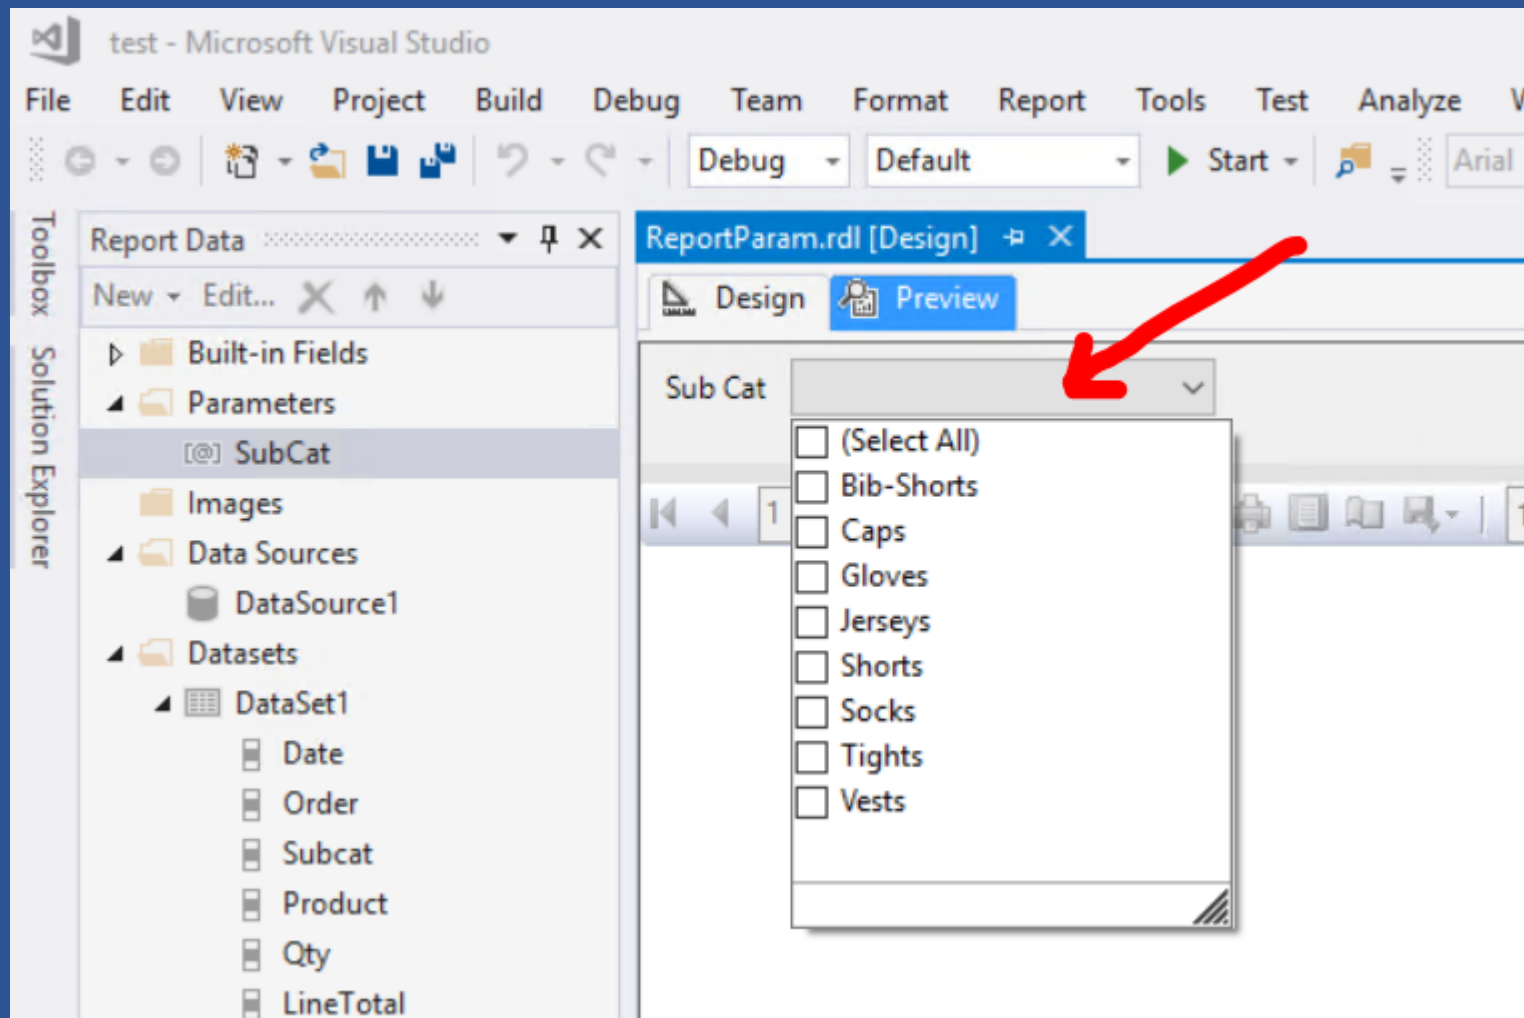 test - Microsoft Visual Studio
File Edit View Project Build Debug Team Format Report Tools Test Analyze
Debug Default Start Arial
Toolbox
Solution Explorer
Report Data
New Edit...
Built-in Fields
Parameters
[@] SubCat
Images
Data Sources
DataSource1
Datasets
DataSet1
Date
Order
Subcat
Product
Qty
LineTotal
ReportParam.rdl [Design]
Design Preview
Sub Cat
(Select All)
Bib-Shorts
Caps
Gloves
Jerseys
Shorts
Socks
Tights
Vests
1